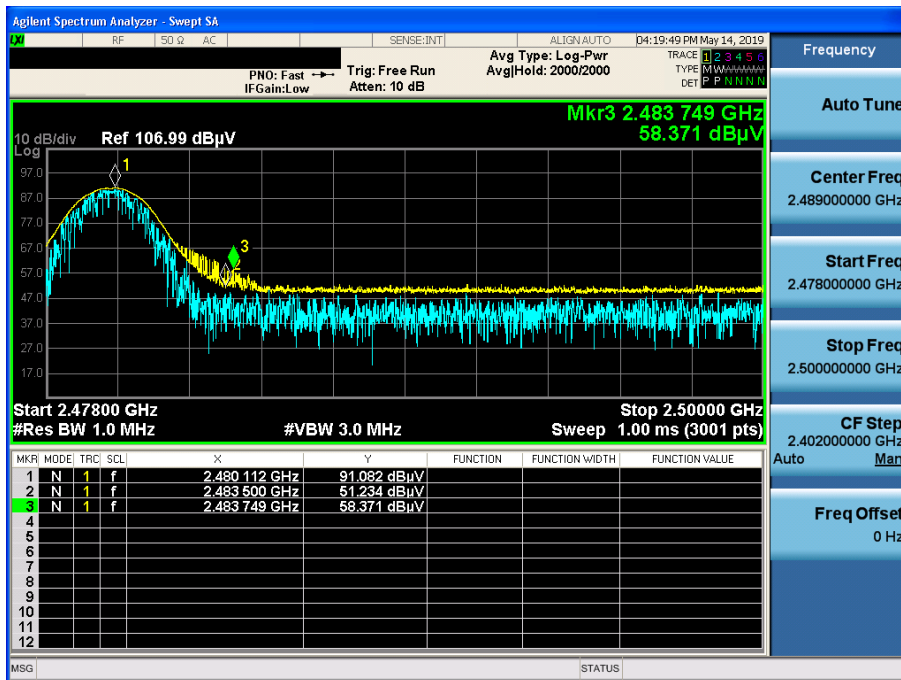 Agilent Spectrum Analyzer - Swept SA
LXI RF 50 Ω AC SENSE:INT ALIGN AUTO 04:19:49 PM May 14, 2019
PNO: Fast
IFGain:Low
Trig: Free Run
Atten: 10 dB
Avg Type: Log-Pwr
Avg|Hold: 2000/2000
TRACE 1 2 3 4 5 6
TYPE M
DET P P N N N N
Mkr3 2.483 749 GHz
58.371 dBµV
10 dB/div Ref 106.99 dBµV
Log
97.0
87.0
77.0
67.0
57.0
47.0
37.0
27.0
17.0
1
3
2
Start 2.47800 GHz Stop 2.50000 GHz
#Res BW 1.0 MHz #VBW 3.0 MHz Sweep 1.00 ms (3001 pts)
MKR MODE TRC SCL X Y FUNCTION FUNCTION WIDTH FUNCTION VALUE
1 N 1 f 2.480 112 GHz 91.082 dBµV
2 N 1 f 2.483 500 GHz 51.234 dBµV
3 N 1 f 2.483 749 GHz 58.371 dBµV
4
5
6
7
8
9
10
11
12
MSG STATUS
Frequency
Auto Tune
Center Freq
2.489000000 GHz
Start Freq
2.478000000 GHz
Stop Freq
2.500000000 GHz
CF Step
2.402000000 GHz
Auto Man
Freq Offset
0 Hz